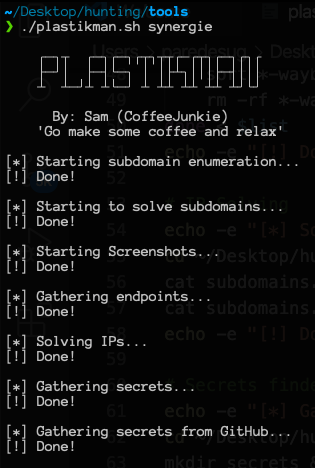 ~/Desktop/hunting/tools
❯ ./plastikman.sh synergie
PLASTIKMAN
By: Sam (CoffeeJunkie)
'Go make some coffee and relax'
[*] Starting subdomain enumeration...
[!] Done!
[*] Starting to solve subdomains...
[!] Done!
[*] Starting Screenshots...
[!] Done!
[*] Gathering endpoints...
[!] Done!
[*] Solving IPs...
[!] Done!
[*] Gathering secrets...
[!] Done!
[*] Gathering secrets from GitHub...
[!] Done!